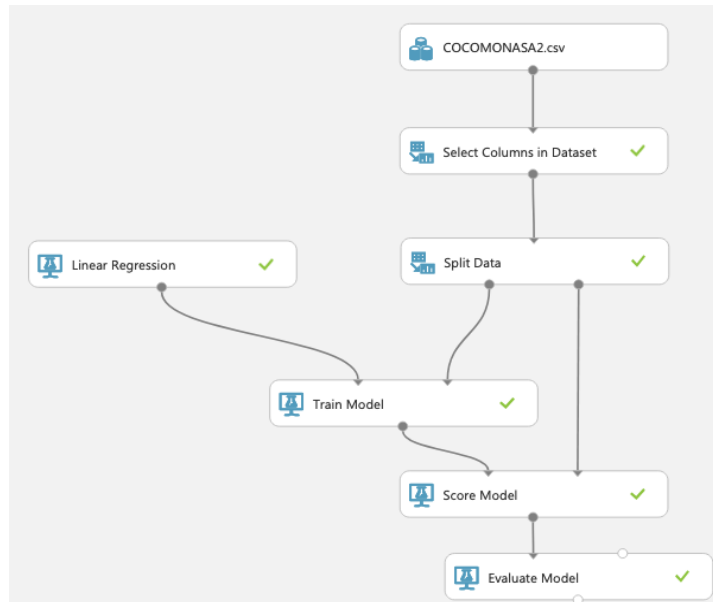 COCOMONASA2.csv
Select Columns in Dataset
Linear Regression
Split Data
Train Model
Score Model
Evaluate Model